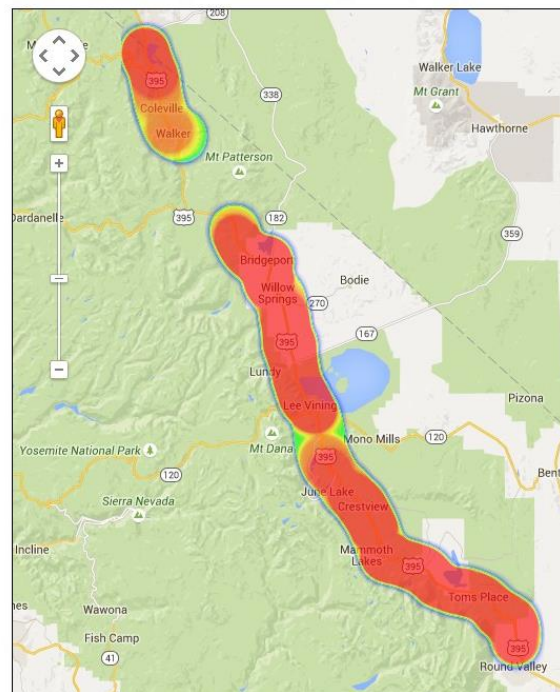 395
Coleville
Walker
338
Walker Lake
Mt Grant
Hawthorne
Mt Patterson
Dardanelle
395
182
359
Bridgeport
Willow
Springs
Bodie
270
167
395
Lundy
Lee Vining
Pizona
Mono Mills
120
Mt Dana
Yosemite National Park
395
120
June Lake
Crestview
Sierra Nevada
Mammoth
Lakes
395
Incline
Toms Place
Wawona
Fish Camp
41
395
Round Valley